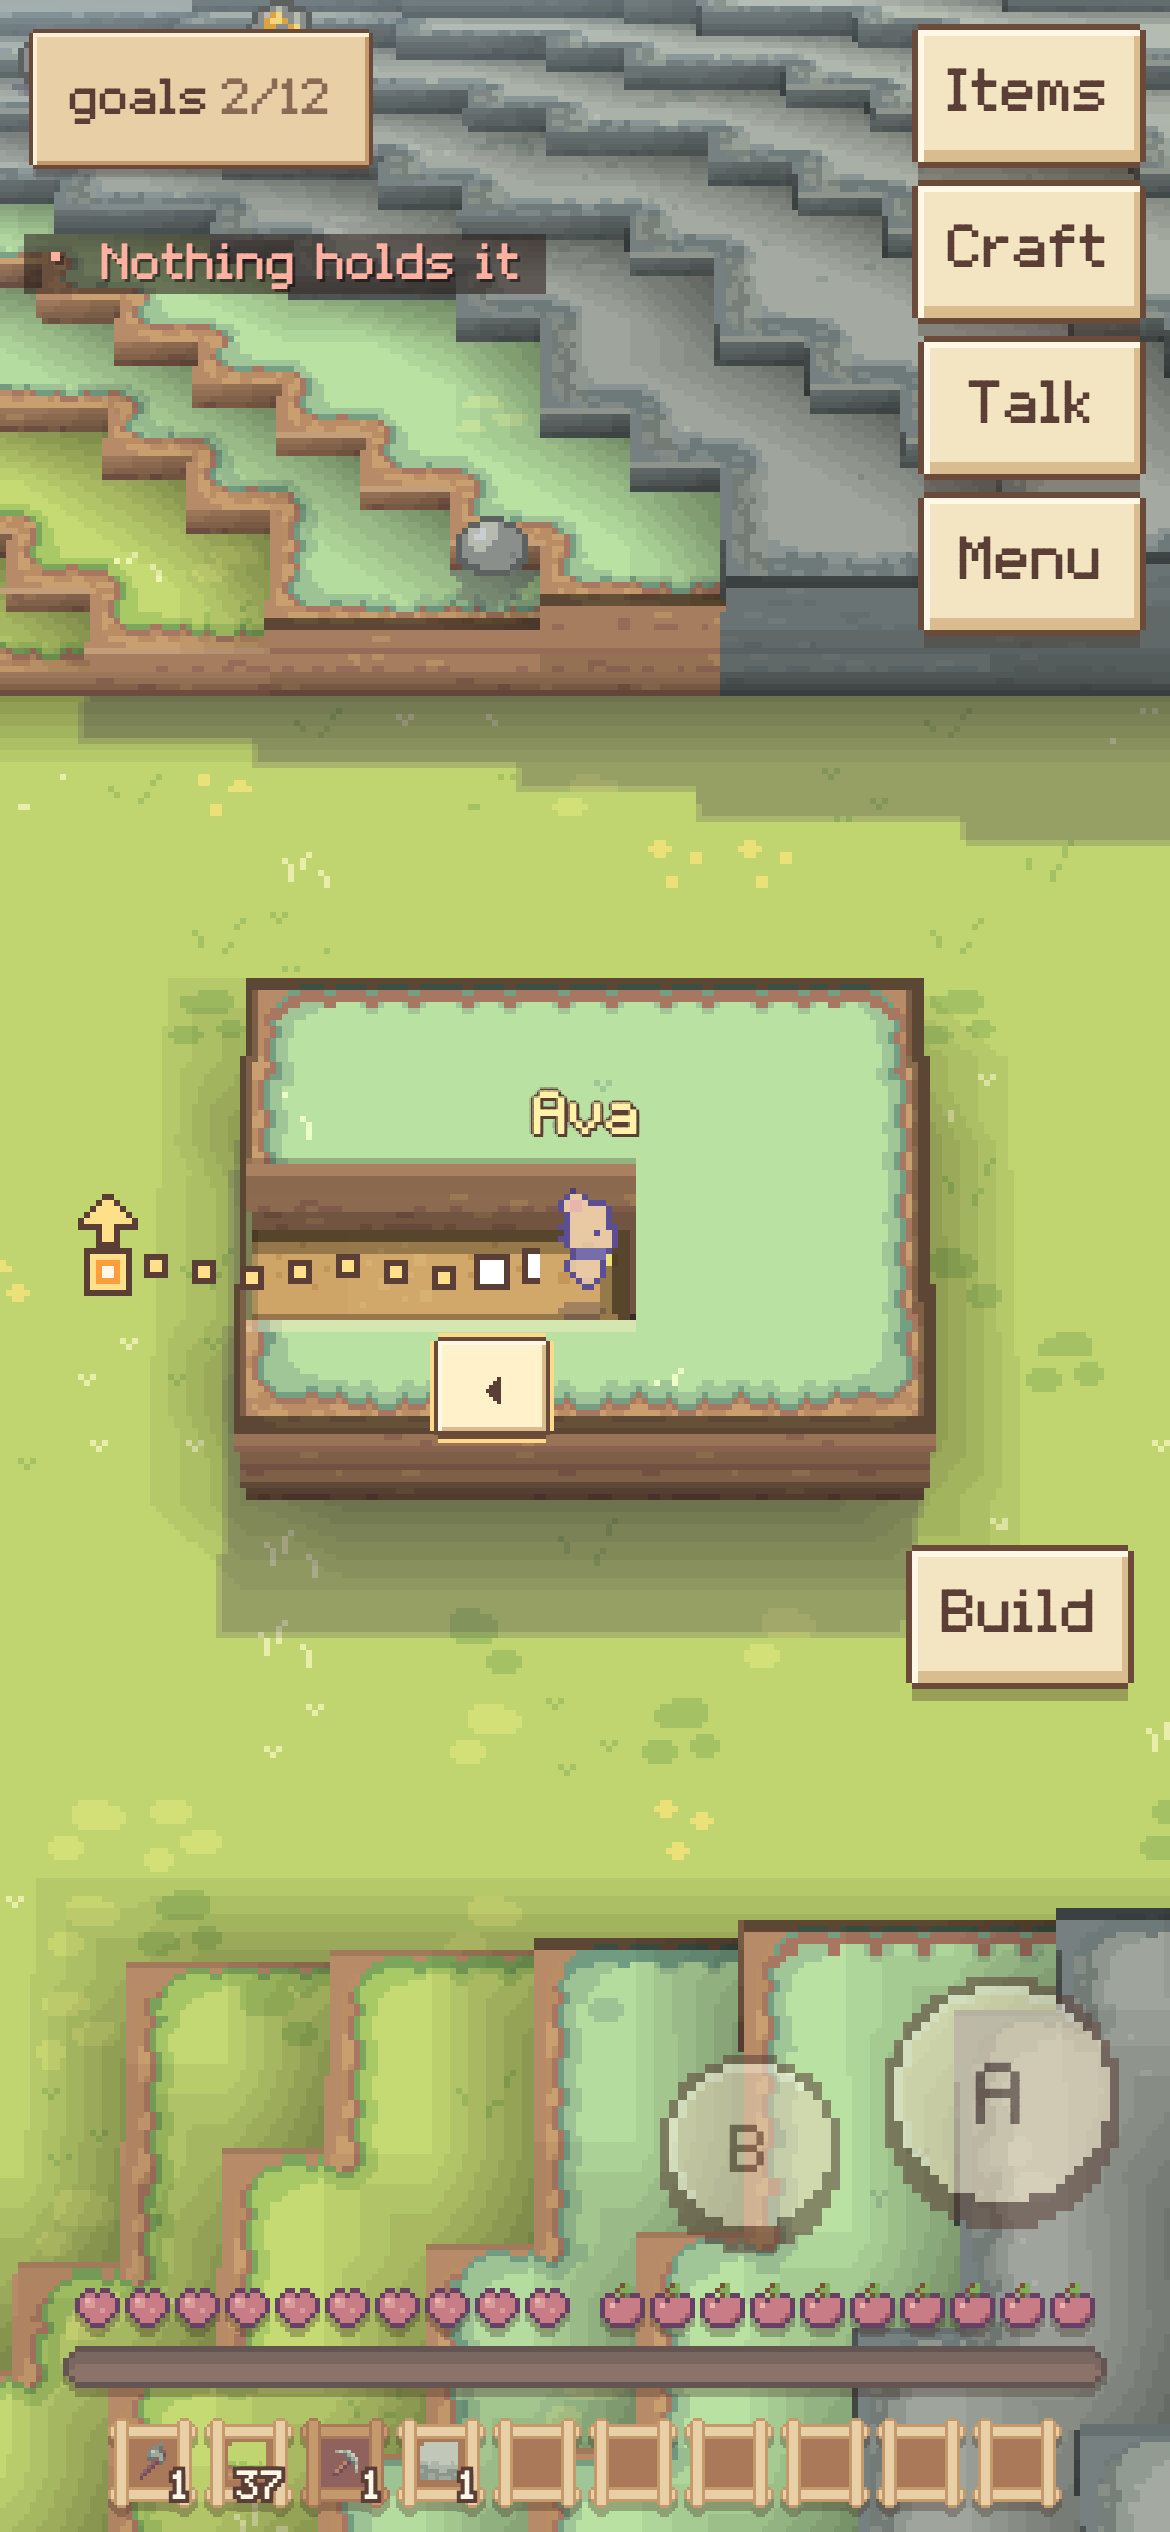 goals 2/12
Items
Craft
Nothing holds it
Talk
Menu
Ava
Build
A
B
1
37
1
1